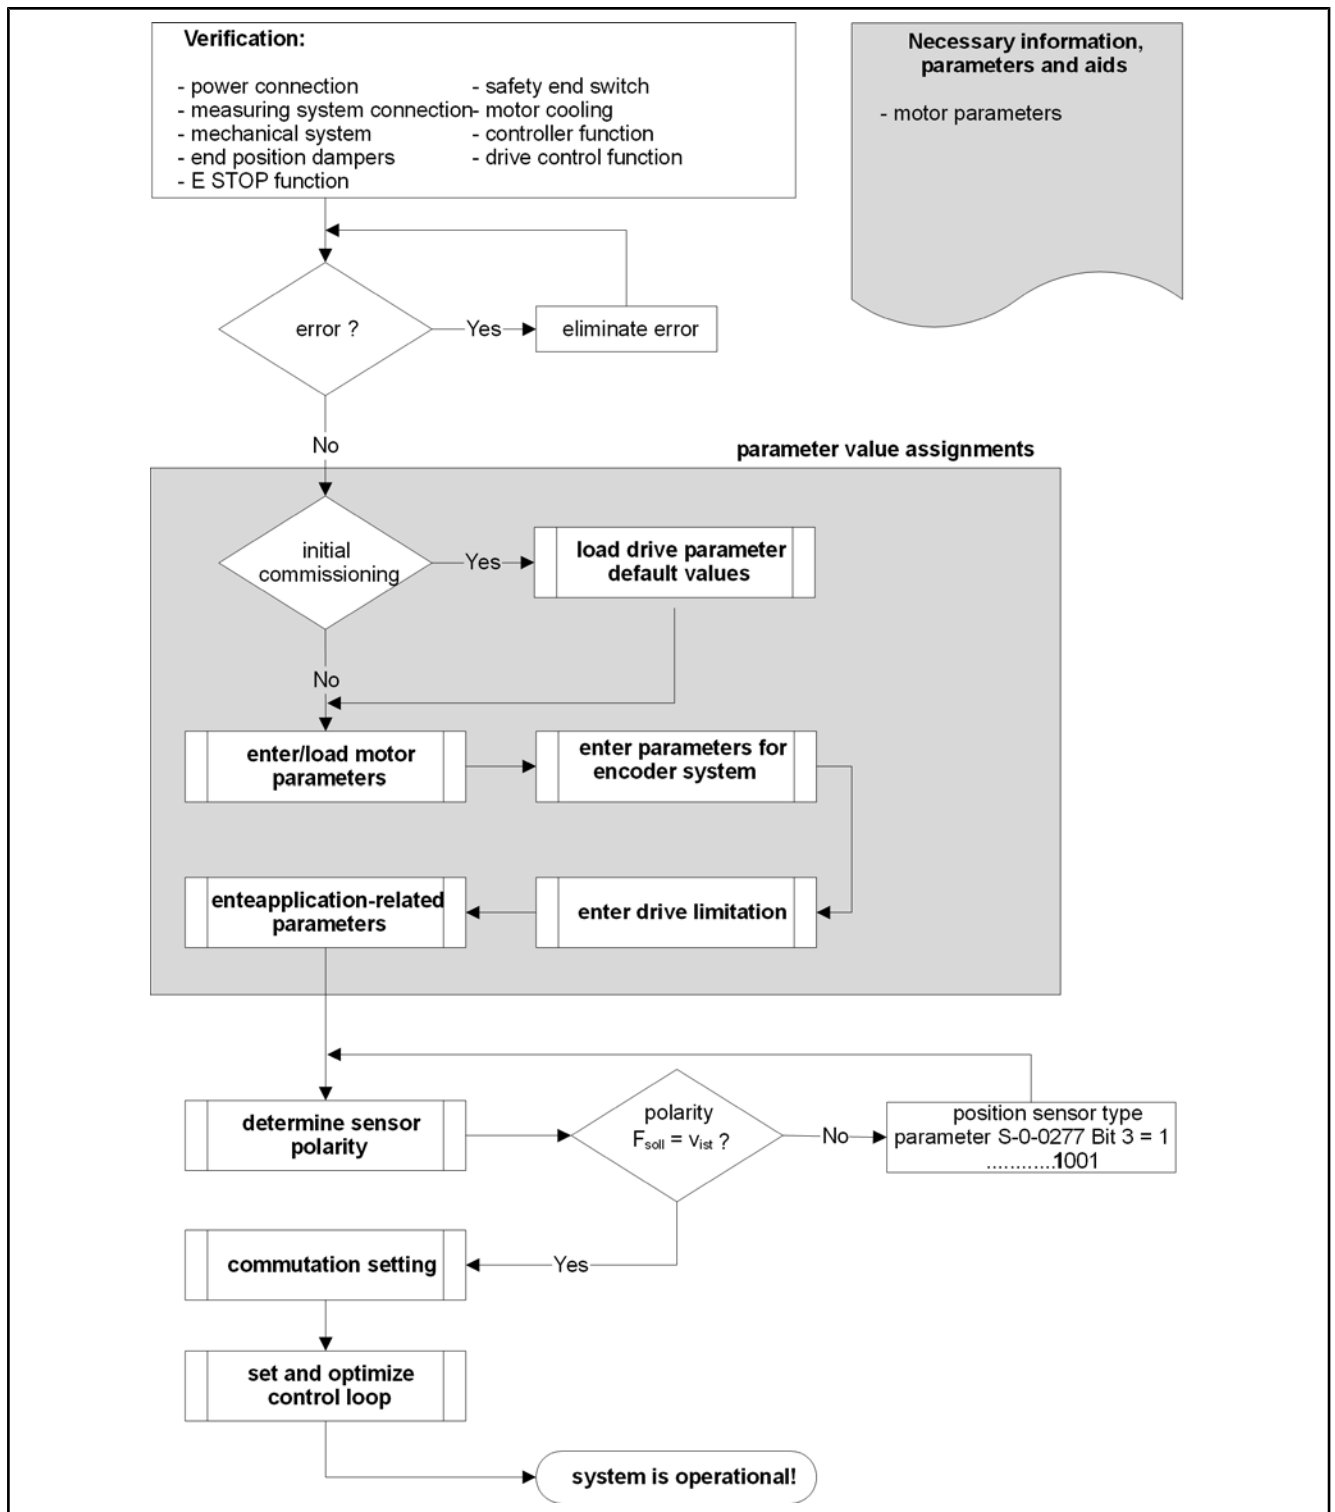 Verification:
- power connection
- measuring system connection
- mechanical system
- end position dampers
- E STOP function
- safety end switch
- motor cooling
- controller function
- drive control function
Necessary information,
parameters and aids
- motor parameters
error ?
Yes
eliminate error
No
parameter value assignments
initial
commissioning
Yes
load drive parameter
default values
No
enter/load motor
parameters
enter parameters for
encoder system
enteapplication-related
parameters
enter drive limitation
determine sensor
polarity
polarity
Fsoll = vist ?
No
position sensor type
parameter S-0-0277 Bit 3 = 1
............1001
commutation setting
Yes
set and optimize
control loop
system is operational!